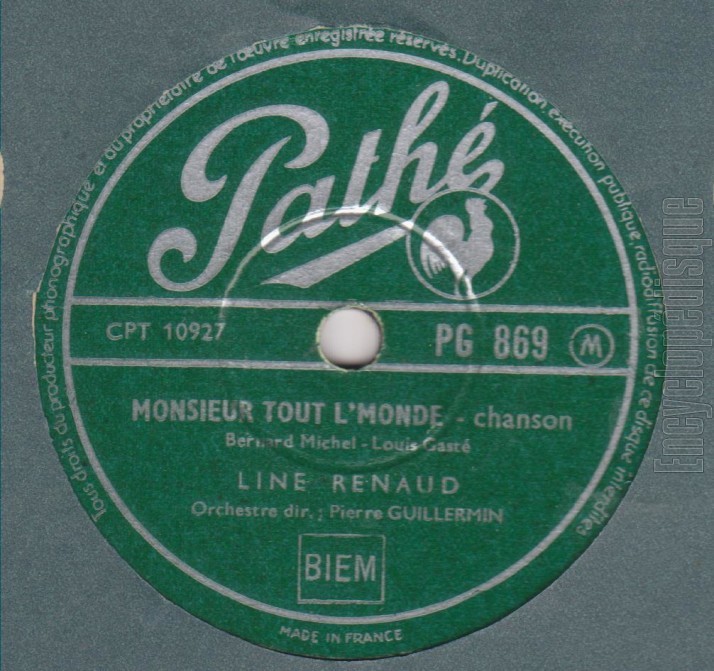 Tous droits du producteur phonographique et du propriétaire de l'œuvre enregistrée réservés. Duplication exécution publique, radiodiffusion de ce disque interdites
Pathé
CPT 10927
PG 869 M
MONSIEUR TOUT L'MONDE - chanson
Bernard Michel - Louis Gasté
LINE RENAUD
Orchestre dir. ; Pierre GUILLERMIN
BIEM
MADE IN FRANCE
Encyclopédisque